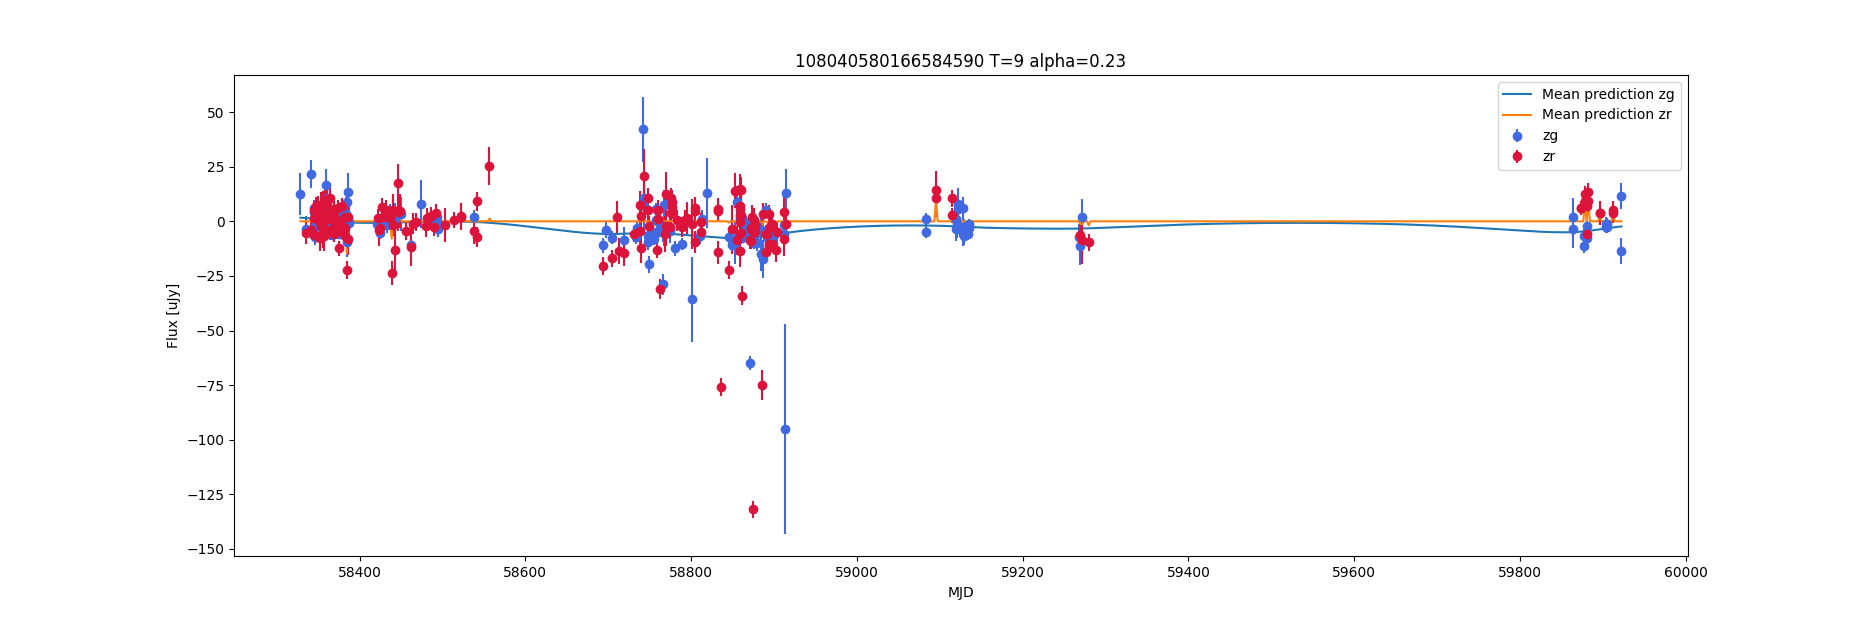 108040580166584590 T=9 alpha=0.23
Mean prediction zg
Mean prediction zr
zg
zr
50
25
0
−25
−50
−75
−100
−125
−150
Flux [uJy]
58400 58600 58800 59000 59200 59400 59600 59800 60000
MJD